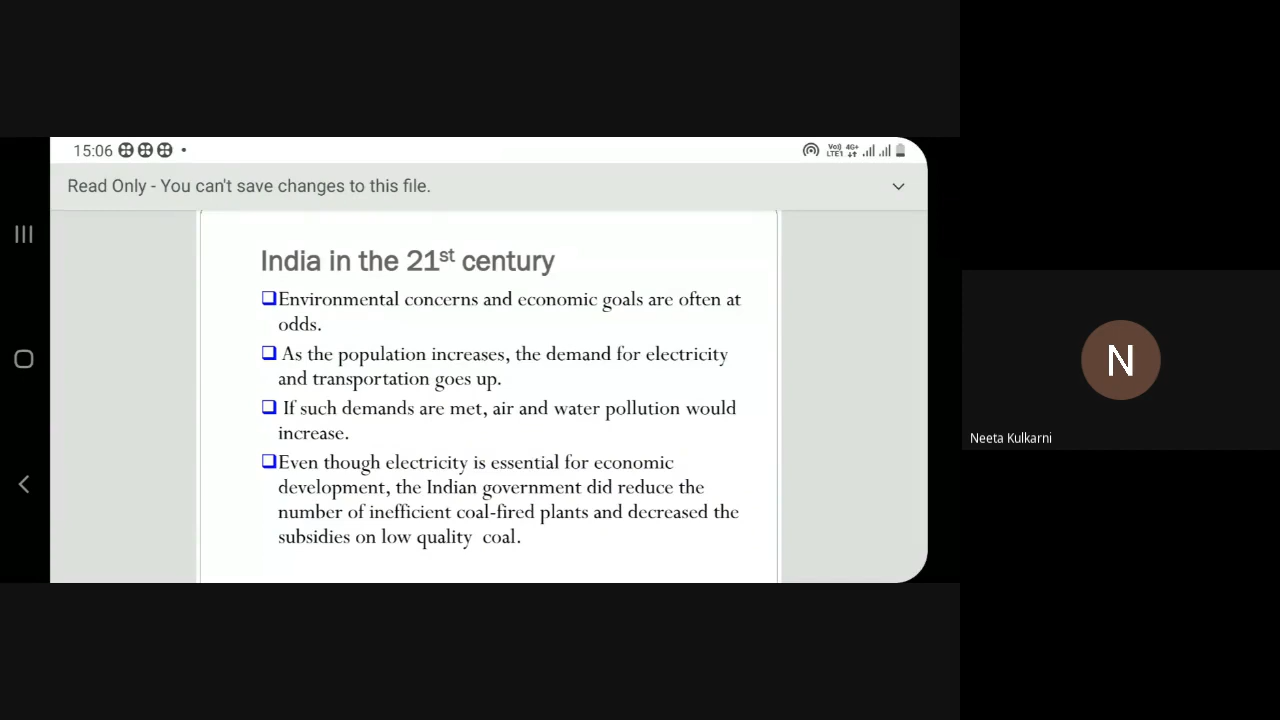 15:06
Vo)) 4G+
LTE1
Read Only - You can't save changes to this file.
India in the 21st century
Environmental concerns and economic goals are often at
odds.
As the population increases, the demand for electricity
and transportation goes up.
If such demands are met, air and water pollution would
increase.
Even though electricity is essential for economic
development, the Indian government did reduce the
number of inefficient coal-fired plants and decreased the
subsidies on low quality coal.
N
Neeta Kulkarni